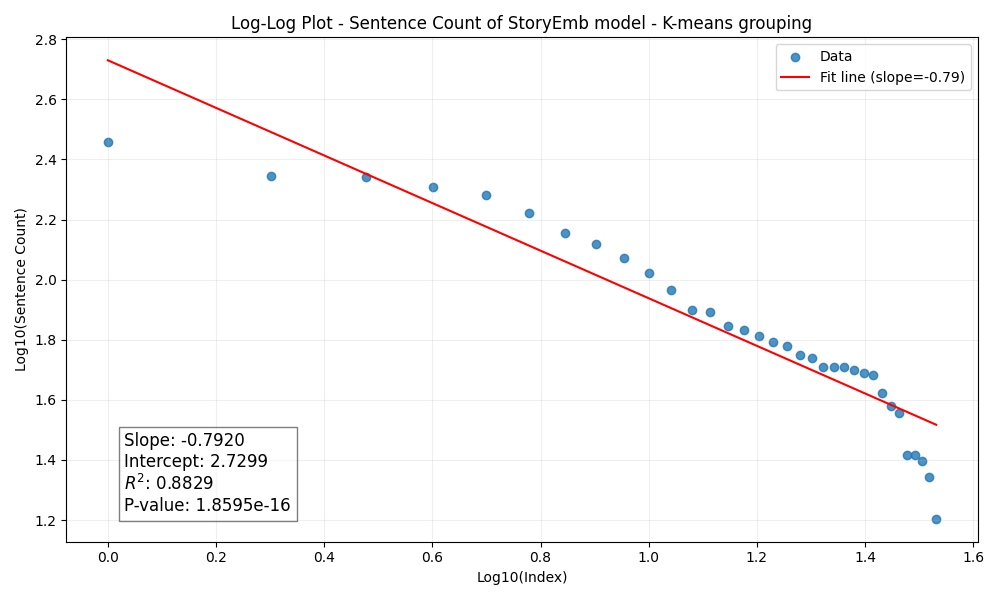 Log-Log Plot - Sentence Count of StoryEmb model - K-means grouping
Data
Fit line (slope=-0.79)
Log10(Sentence Count)
2.8
2.6
2.4
2.2
2.0
1.8
1.6
1.4
1.2
Slope: -0.7920
Intercept: 2.7299
R²: 0.8829
P-value: 1.8595e-16
0.0 0.2 0.4 0.6 0.8 1.0 1.2 1.4 1.6
Log10(Index)